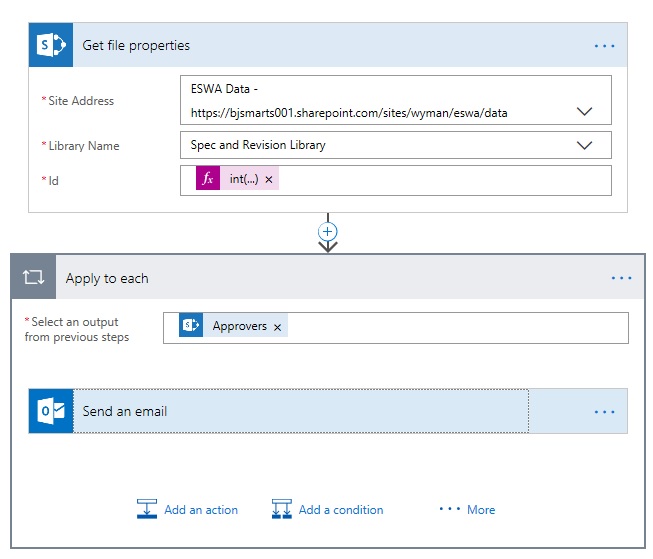 Get file properties
* Site Address
ESWA Data -
https://bjsmarts001.sharepoint.com/sites/wyman/eswa/data
* Library Name
Spec and Revision Library
* Id
fx int(...) ×
Apply to each
* Select an output
from previous steps
Approvers ×
Send an email
Add an action
Add a condition
More